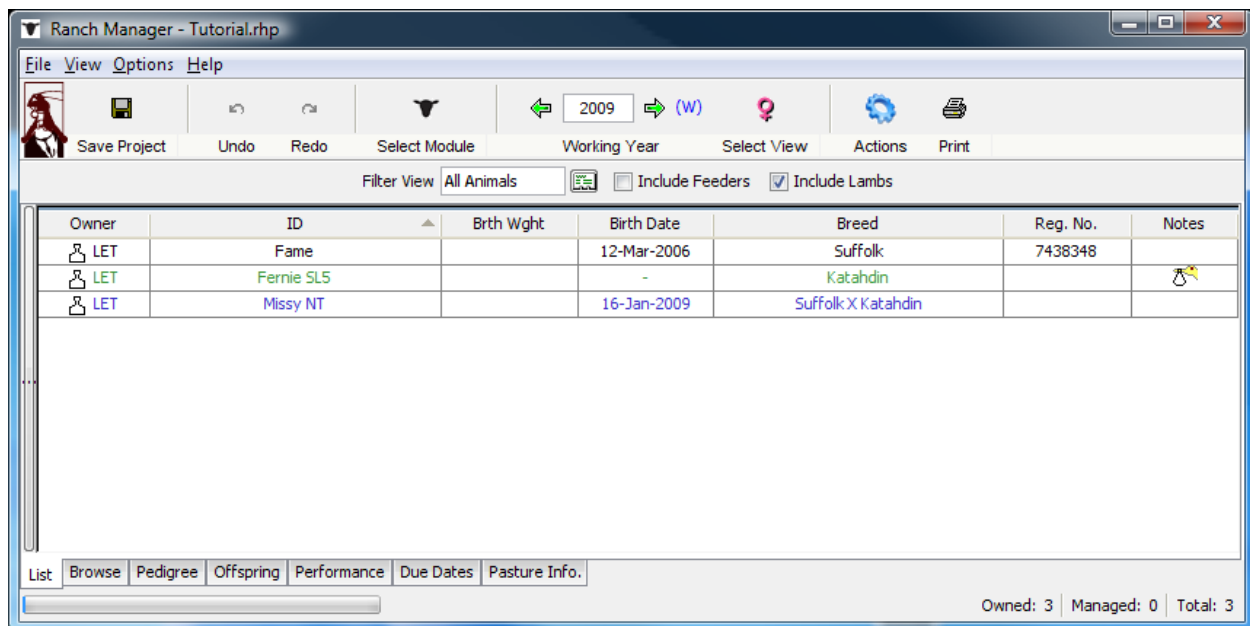 Ranch Manager - Tutorial.rhp
File View Options Help
2009 (W)
Save Project Undo Redo Select Module Working Year Select View Actions Print
Filter View All Animals Include Feeders Include Lambs
Owner ID Brth Wght Birth Date Breed Reg. No. Notes
LET Fame 12-Mar-2006 Suffolk 7438348
LET Fernie SL5 - Katahdin
LET Missy NT 16-Jan-2009 Suffolk X Katahdin
List Browse Pedigree Offspring Performance Due Dates Pasture Info.
Owned: 3 Managed: 0 Total: 3